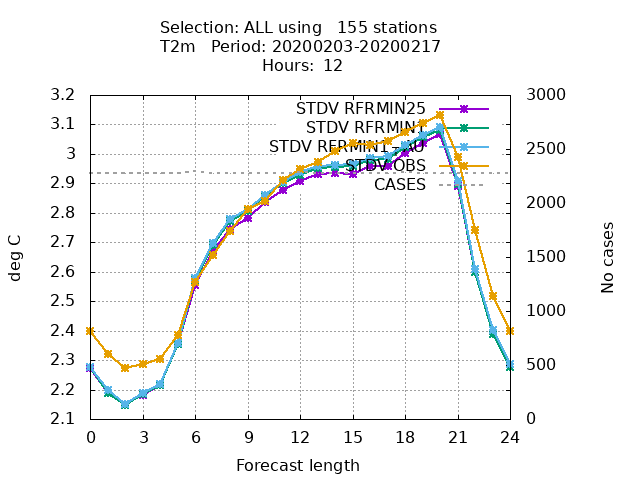 Selection: ALL using   155 stations
T2m   Period: 20200203-20200217
Hours:  12
STDV RFRMIN25
STDV RFRMIN1
STDV OBS
CASES
deg C
3.2
3.1
3
2.9
2.8
2.7
2.6
2.5
2.4
2.3
2.2
2.1
3000
2500
2000
1500
1000
500
0
No cases
0 3 6 9 12 15 18 21 24
Forecast length